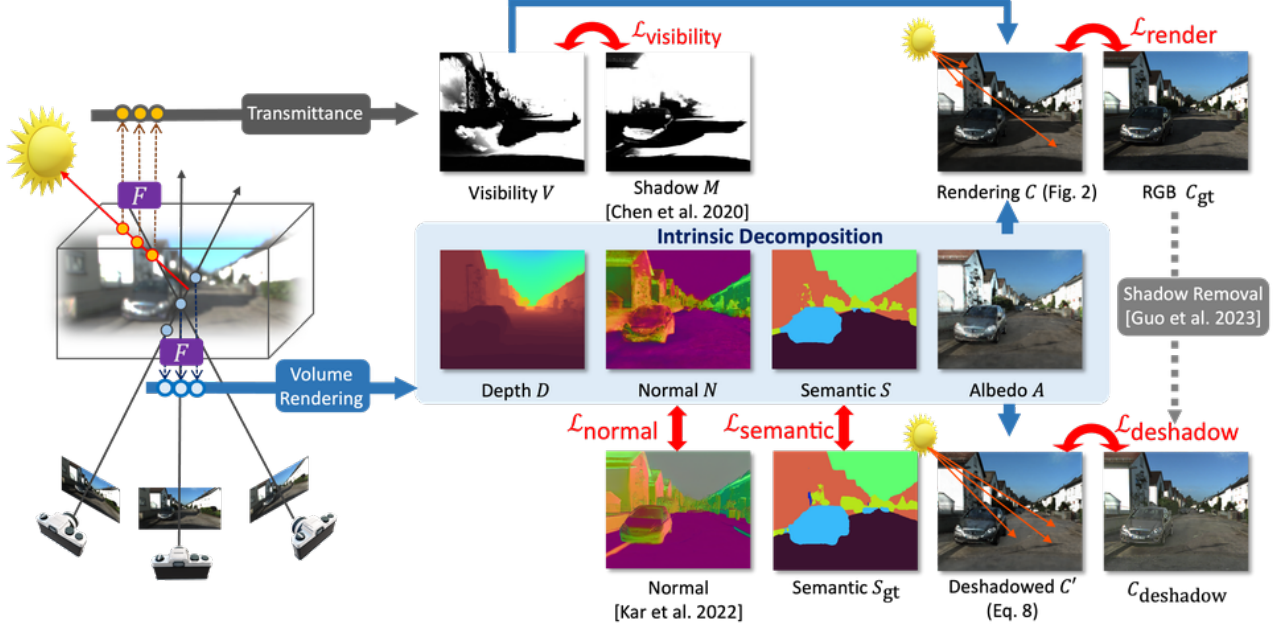 ℒvisibility
ℒrender
Transmittance
Visibility V
Shadow M
[Chen et al. 2020]
Rendering C (Fig. 2)
RGB Cgt
F
Intrinsic Decomposition
Shadow Removal
[Guo et al. 2023]
F
Volume
Rendering
Depth D
Normal N
Semantic S
Albedo A
ℒnormal
ℒsemantic
ℒdeshadow
Normal
[Kar et al. 2022]
Semantic Sgt
Deshadowed C′
(Eq. 8)
Cdeshadow